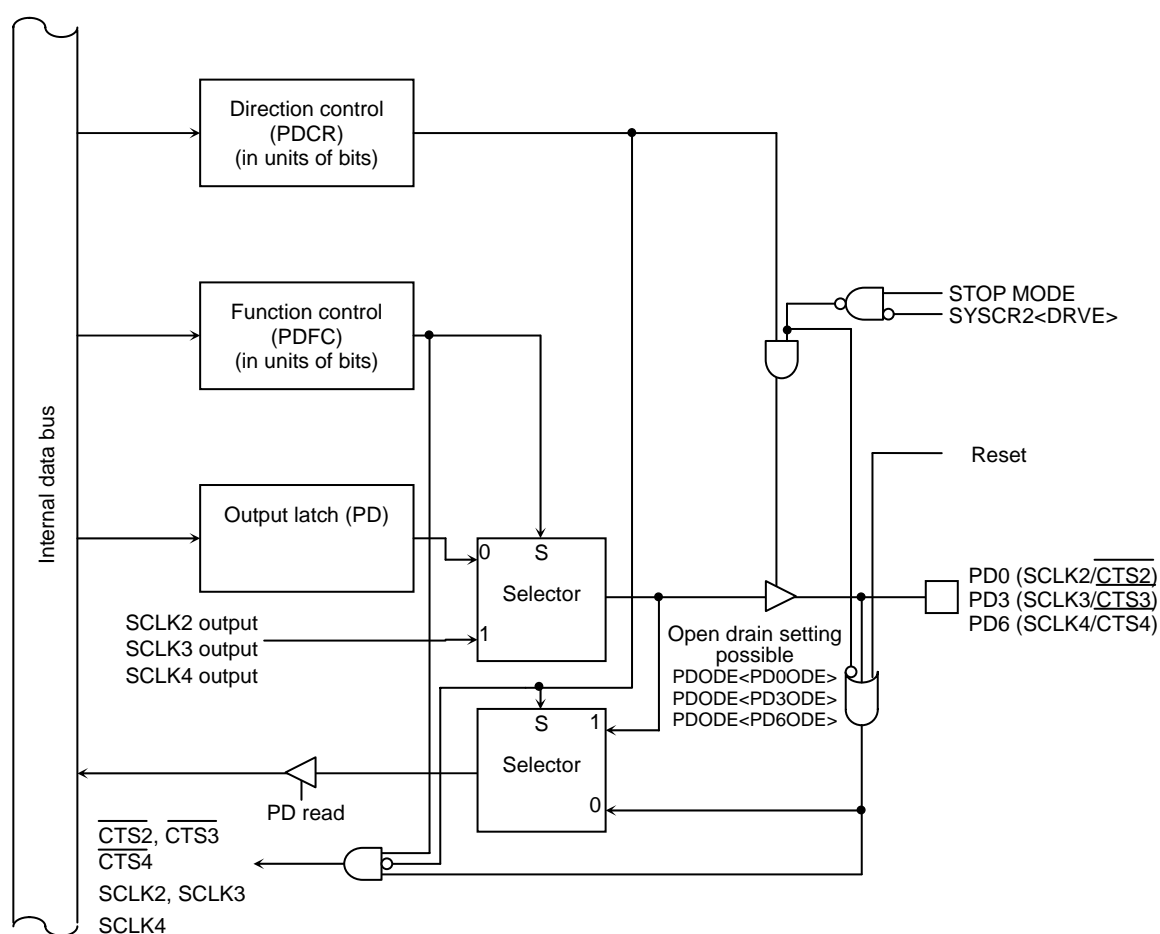 Direction control
(PDCR)
(in units of bits)
Function control
(PDFC)
(in units of bits)
STOP MODE
SYSCR2<DRVE>
Internal data bus
Reset
Output latch (PD)
0
S
Selector
1
SCLK2 output
SCLK3 output
SCLK4 output
PD0 (SCLK2/CTS2)
PD3 (SCLK3/CTS3)
PD6 (SCLK4/CTS4)
Open drain setting
possible
PDODE<PD0ODE>
PDODE<PD3ODE>
PDODE<PD6ODE>
S
1
Selector
0
PD read
CTS2, CTS3
CTS4
SCLK2, SCLK3
SCLK4